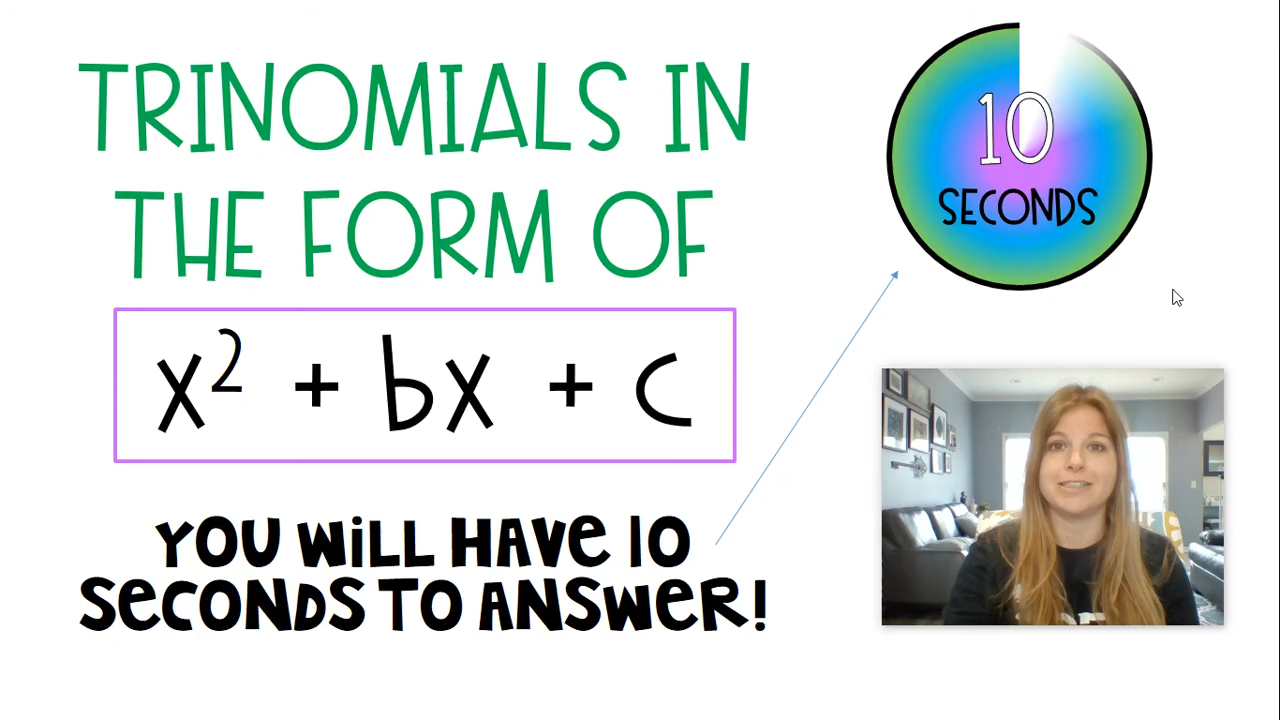 TRINOMIALS IN
THE FORM OF
x² + bx + c
YOU WILL HAVE 10
SECONDS TO ANSWER!
10
SECONDS